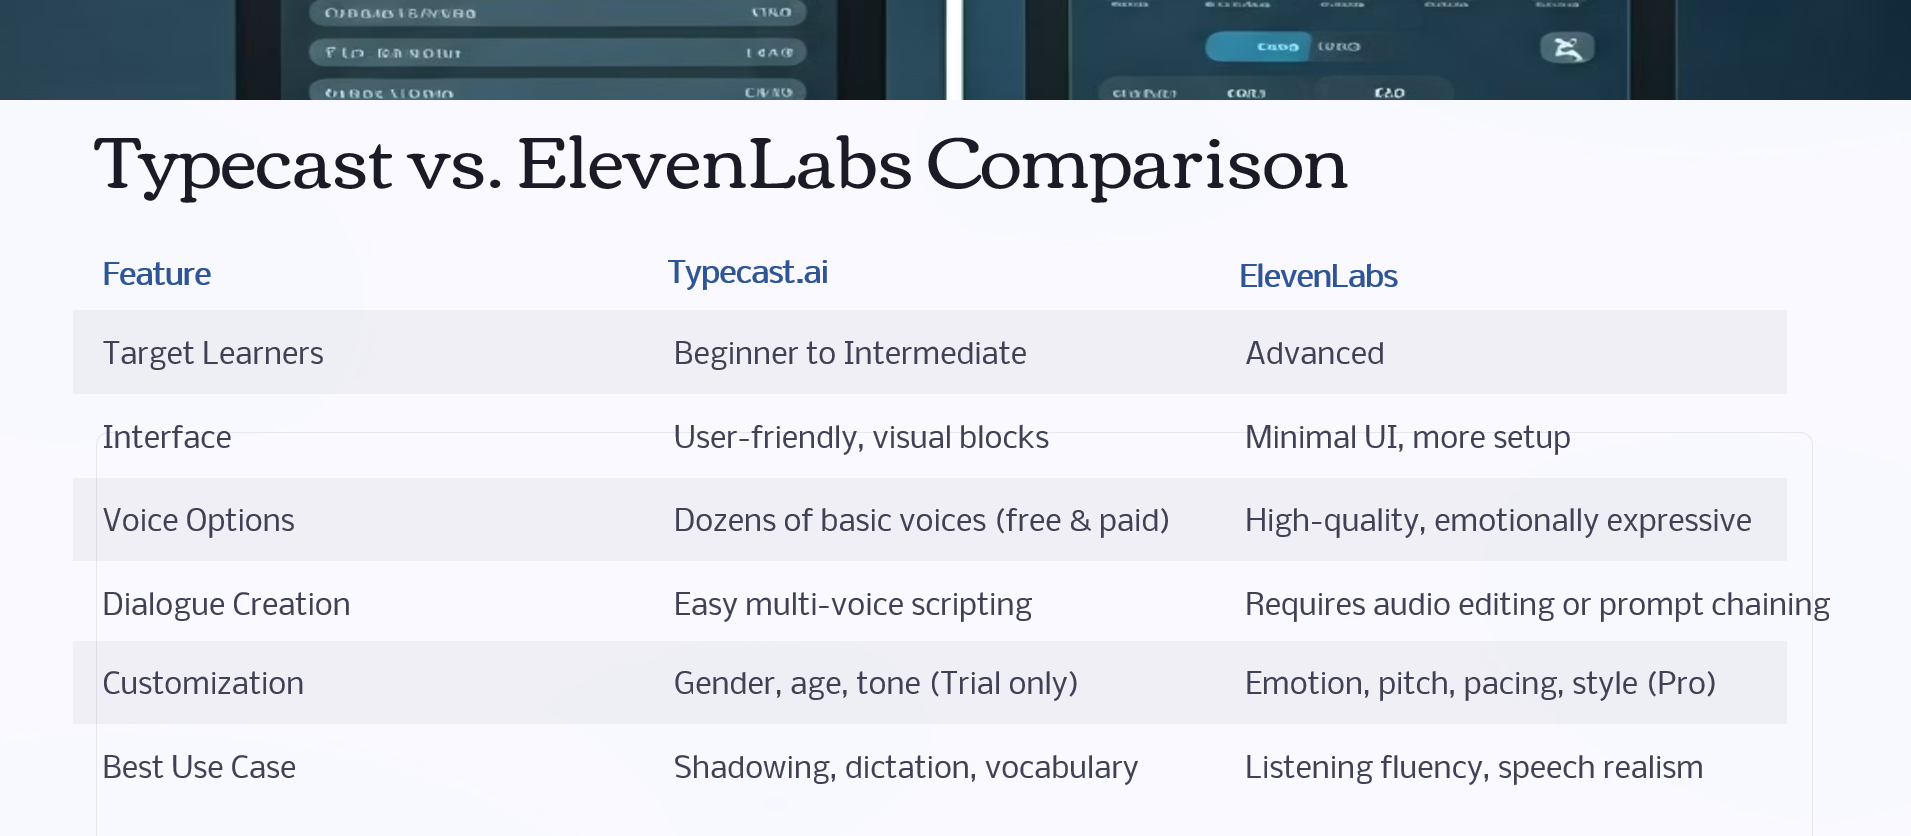 Typecast vs. ElevenLabs Comparison
Feature Typecast.ai ElevenLabs
Target Learners Beginner to Intermediate Advanced
Interface User-friendly, visual blocks Minimal UI, more setup
Voice Options Dozens of basic voices (free & paid) High-quality, emotionally expressive
Dialogue Creation Easy multi-voice scripting Requires audio editing or prompt chaining
Customization Gender, age, tone (Trial only) Emotion, pitch, pacing, style (Pro)
Best Use Case Shadowing, dictation, vocabulary Listening fluency, speech realism